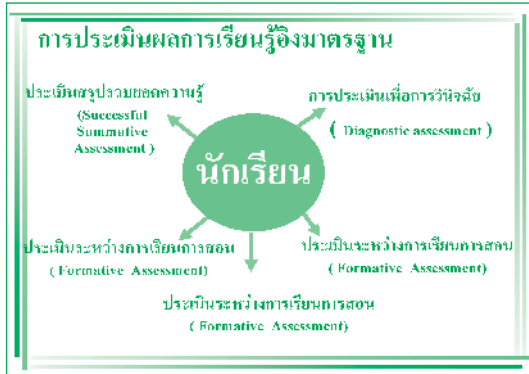 การประเมินผลการเรียนรู้อิงมาตรฐาน
ประเมินสรุปรวบยอดความรู้
(Successful
Summative
Assessment )
การประเมินเพื่อการวินิจฉัย
( Diagnostic assessment )
นักเรียน
ประเมินระหว่างการเรียนการสอน
( Formative Assessment)
ประเมินระหว่างการเรียนการสอน
( Formative Assessment)
ประเมินระหว่างการเรียนการสอน
( Formative Assessment)